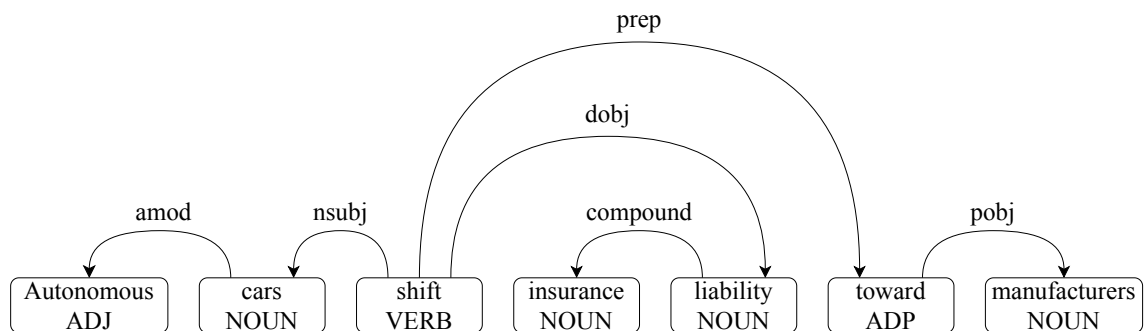 prep
dobj
amod nsubj compound pobj
Autonomous cars shift insurance liability toward manufacturers
ADJ NOUN VERB NOUN NOUN ADP NOUN